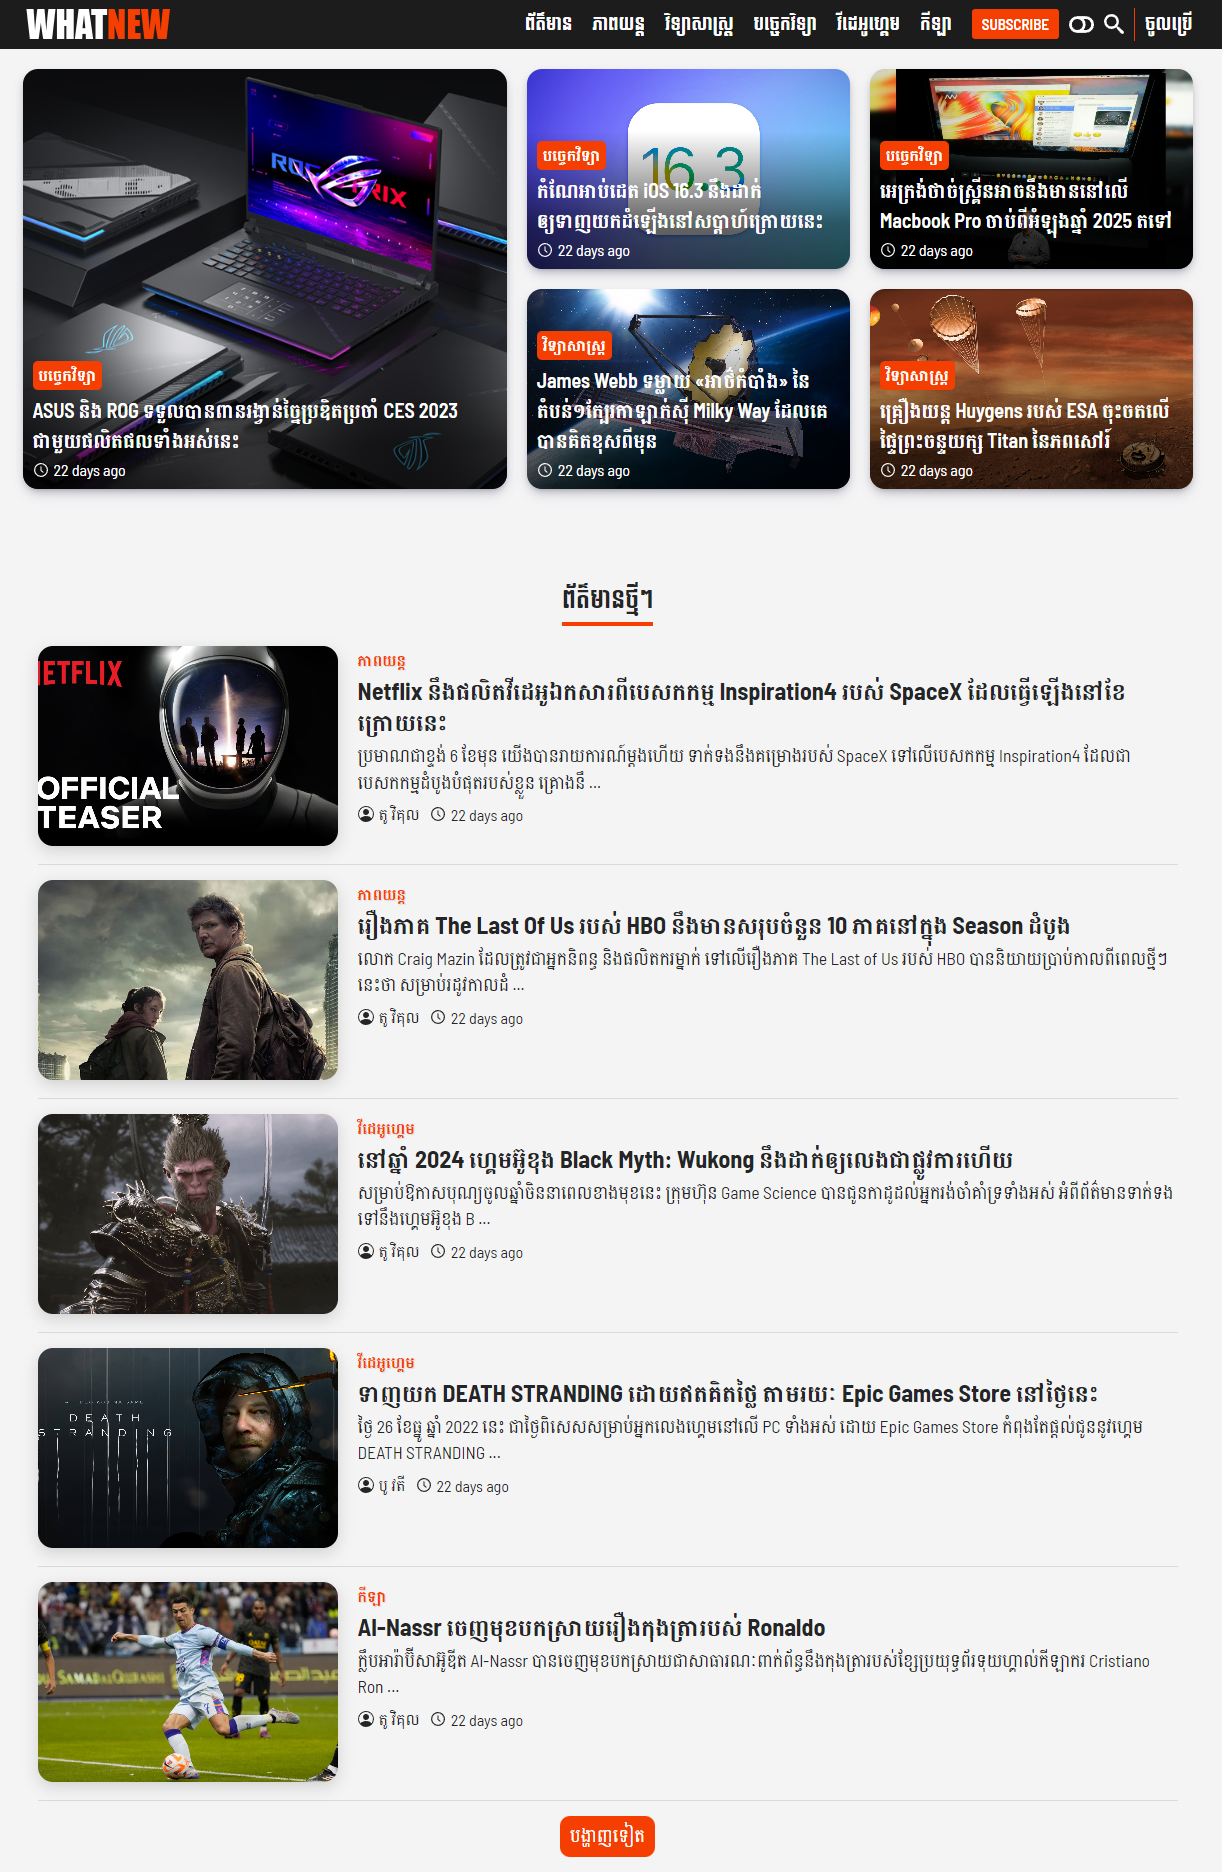 WHATNEW
ព័ត៌មាន ភាពយន្ត វិទ្យាសាស្ត្រ បច្ចេកវិទ្យា វីដេអូហ្គេម កីឡា SUBSCRIBE ចូលប្រើ
បច្ចេកវិទ្យា
ASUS និង ROG ទទួលបានពានរង្វាន់ច្នៃប្រឌិតប្រចាំ CES 2023
ជាមួយផលិតផលទាំងអស់នេះ
22 days ago
16.3
បច្ចេកវិទ្យា
កំណែអាប់ដេត iOS 16.3 នឹងដាក់
ឲ្យទាញយកដំឡើងនៅសប្ដាហ៍ក្រោយនេះ
22 days ago
បច្ចេកវិទ្យា
អេក្រង់ថាច់ស្គ្រីនអាចនឹងមាននៅលើ
Macbook Pro ចាប់ពីអំឡុងឆ្នាំ 2025 តទៅ
22 days ago
វិទ្យាសាស្ត្រ
James Webb ទម្លាយ «អាថ៌កំបាំង» នៃ
តំបន់១ក្បែរកាឡាក់ស៊ី Milky Way ដែលគេ
បានគិតខុសពីមុន
22 days ago
វិទ្យាសាស្ត្រ
គ្រឿងយន្ត Huygens របស់ ESA ចុះចតលើ
ផ្ទៃព្រះចន្ទយក្ស Titan នៃភពសៅរ៍
22 days ago
ព័ត៌មានថ្មីៗ
NETFLIX
OFFICIAL
TEASER
ភាពយន្ត
Netflix នឹងផលិតវីដេអូឯកសារពីបេសកកម្ម Inspiration4 របស់ SpaceX ដែលធ្វើឡើងនៅខែ
ក្រោយនេះ
ប្រមាណជាខ្ទង់ 6 ខែមុន យើងបានរាយការណ៍ម្ដងហើយ ទាក់ទងនឹងគម្រោងរបស់ SpaceX ទៅលើបេសកកម្ម Inspiration4 ដែលជា
បេសកកម្មដំបូងបំផុតរបស់ខ្លួន គ្រោងនឹ ...
តូ វិគុល 22 days ago
ភាពយន្ត
រឿងភាគ The Last Of Us របស់ HBO នឹងមានសរុបចំនួន 10 ភាគនៅក្នុង Season ដំបូង
លោក Craig Mazin ដែលត្រូវជាអ្នកនិពន្ធ និងផលិតករម្នាក់ ទៅលើរឿងភាគ The Last of Us របស់ HBO បាននិយាយប្រាប់កាលពីពេលថ្មីៗ
នេះថា សម្រាប់រដូវកាលដំ ...
តូ វិគុល 22 days ago
វីដេអូហ្គេម
នៅឆ្នាំ 2024 ហ្គេមអ៊ូខុង Black Myth: Wukong នឹងដាក់ឲ្យលេងជាផ្លូវការហើយ
សម្រាប់ឱកាសបុណ្យចូលឆ្នាំចិននាពេលខាងមុខនេះ ក្រុមហ៊ុន Game Science បានជូនកាដូដល់អ្នករង់ចាំគាំទ្រទាំងអស់ អំពីព័ត៌មានទាក់ទង
ទៅនឹងហ្គេមអ៊ូខុង B ...
តូ វិគុល 22 days ago
DEATH
STRANDING
វីដេអូហ្គេម
ទាញយក DEATH STRANDING ដោយឥតគិតថ្លៃ តាមរយៈ Epic Games Store នៅថ្ងៃនេះ
ថ្ងៃ 26 ខែធ្នូ ឆ្នាំ 2022 នេះ ជាថ្ងៃពិសេសសម្រាប់អ្នកលេងហ្គេមនៅលើ PC ទាំងអស់ ដោយ Epic Games Store កំពុងតែផ្ដល់ជូននូវហ្គេម
DEATH STRANDING ...
បូ វតី 22 days ago
កីឡា
Al-Nassr ចេញមុខបកស្រាយរឿងកុងត្រារបស់ Ronaldo
ក្លឹបអារ៉ាប៊ីសាអ៊ូឌីត Al-Nassr បានចេញមុខបកស្រាយជាសាធារណៈពាក់ព័ន្ធនឹងកុងត្រារបស់ខ្សែប្រយុទ្ធព័រទុយហ្គាល់កីឡាករ Cristiano
Ron ...
តូ វិគុល 22 days ago
បង្ហាញទៀត